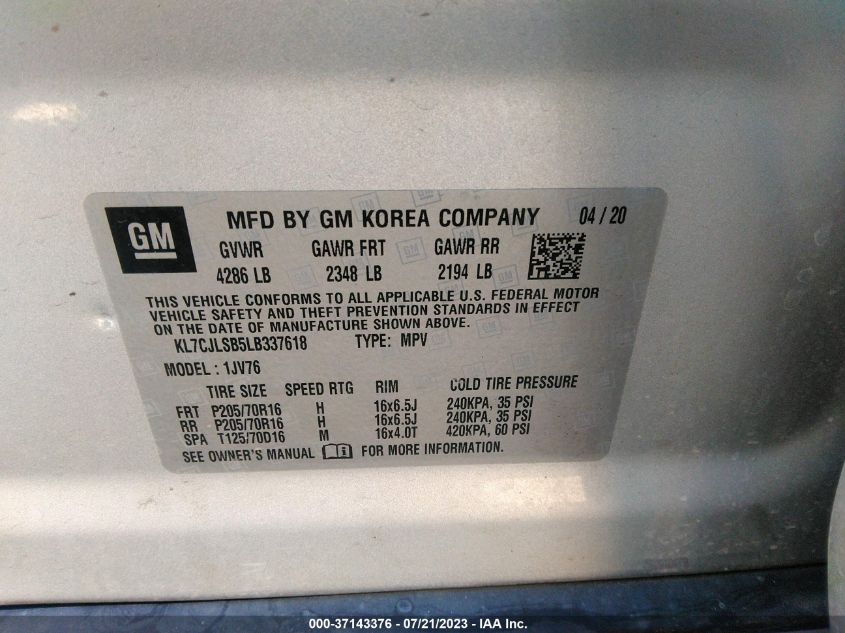 GM MFD BY GM KOREA COMPANY 04 / 20
GVWR GAWR FRT GAWR RR
4286 LB 2348 LB 2194 LB
THIS VEHICLE CONFORMS TO ALL APPLICABLE U.S. FEDERAL MOTOR
VEHICLE SAFETY AND THEFT PREVENTION STANDARDS IN EFFECT
ON THE DATE OF MANUFACTURE SHOWN ABOVE.
KL7CJLSB5LB337618 TYPE: MPV
MODEL : 1JV76
TIRE SIZE SPEED RTG RIM COLD TIRE PRESSURE
FRT P205/70R16 H 16x6.5J 240KPA, 35 PSI
RR P205/70R16 H 16x6.5J 240KPA, 35 PSI
SPA T125/70D16 M 16x4.0T 420KPA, 60 PSI
SEE OWNER'S MANUAL FOR MORE INFORMATION.
000-37143376 - 07/21/2023 - IAA Inc.